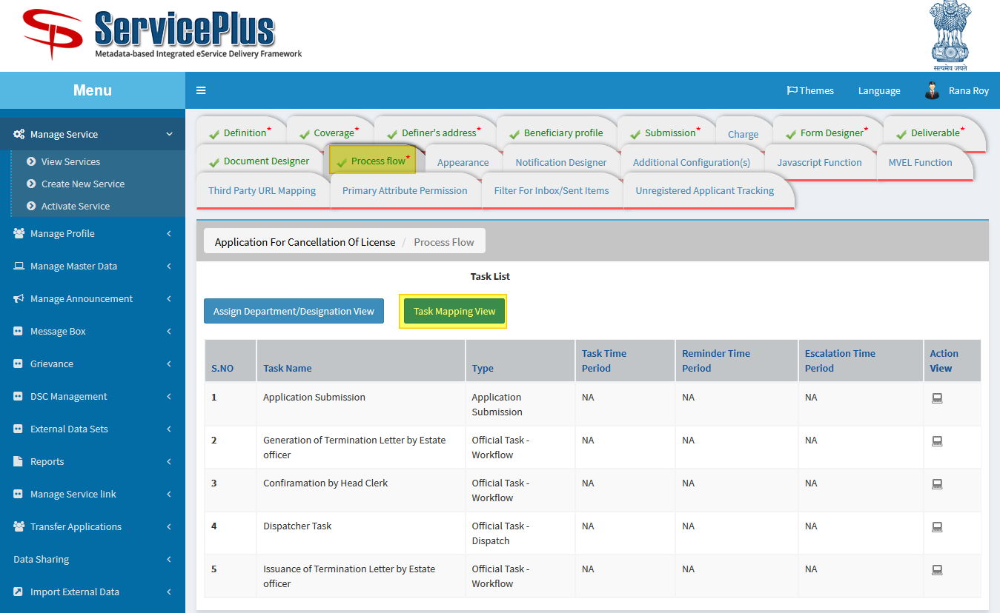 ServicePlus
Metadata-based Integrated eService Delivery Framework
सत्यमेव जयते
Menu
Themes
Language
Rana Roy
Manage Service
View Services
Create New Service
Activate Service
Manage Profile
Manage Master Data
Manage Announcement
Message Box
Grievance
DSC Management
External Data Sets
Reports
Manage Service link
Transfer Applications
Data Sharing
Import External Data
Definition* Coverage* Definer's address* Beneficiary profile Submission* Charge Form Designer* Deliverable*
Document Designer Process flow* Appearance Notification Designer Additional Configuration(s) Javascript Function MVEL Function
Third Party URL Mapping Primary Attribute Permission Filter For Inbox/Sent Items Unregistered Applicant Tracking
Application For Cancellation Of License / Process Flow
Task List
Assign Department/Designation View
Task Mapping View
S.NO
Task Name
Type
Task Time
Period
Reminder Time
Period
Escalation Time
Period
Action
View
1 Application Submission Application NA NA NA
Submission
2 Generation of Termination Letter by Estate Official Task - NA NA NA
officer Workflow
3 Confiramation by Head Clerk Official Task - NA NA NA
Workflow
4 Dispatcher Task Official Task - NA NA NA
Dispatch
5 Issuance of Termination Letter by Estate Official Task - NA NA NA
officer Workflow